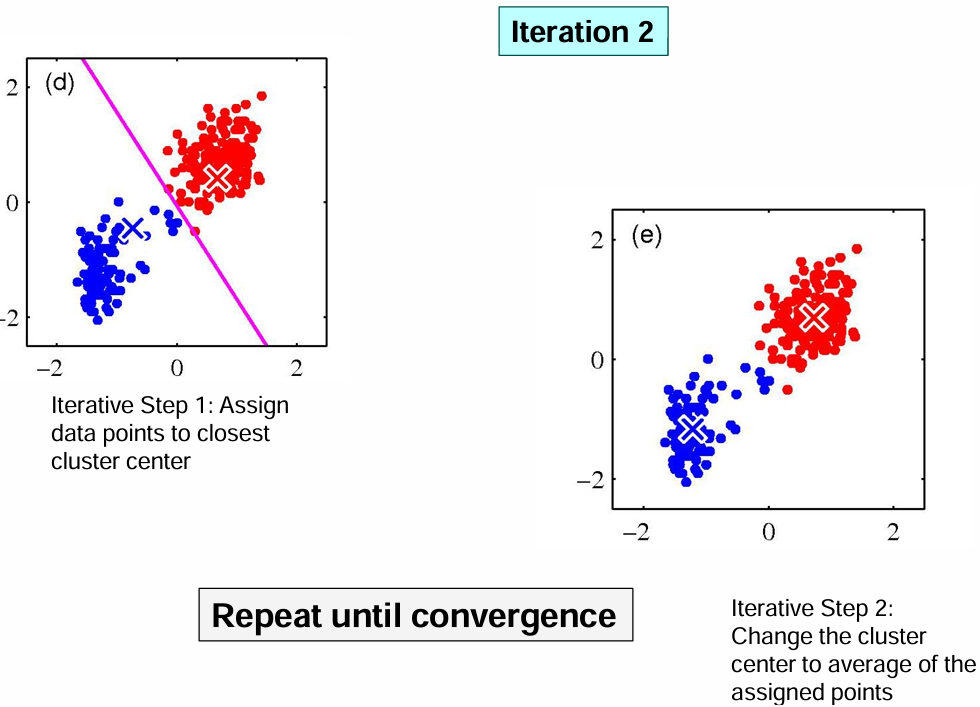 Iteration 2
(d)
2
0
−2
−2
0
2
Iterative Step 1: Assign
data points to closest
cluster center
(e)
2
0
−2
−2
0
2
Repeat until convergence
Iterative Step 2:
Change the cluster
center to average of the
assigned points